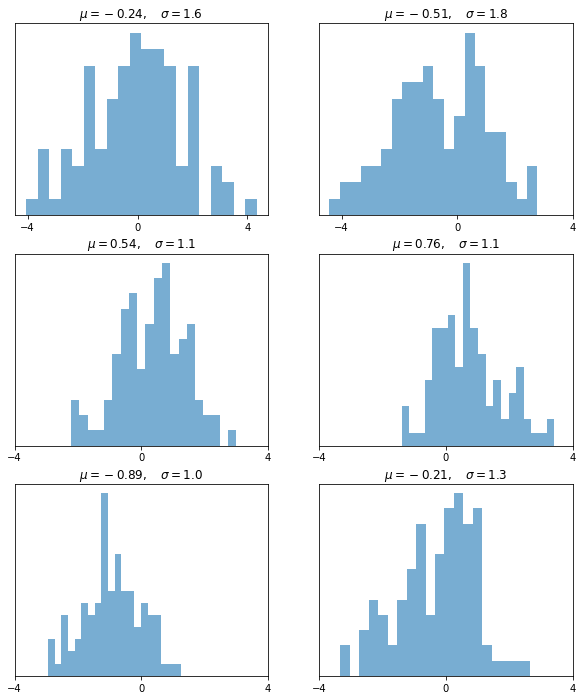 μ = −0.24,   σ = 1.6
μ = −0.51,   σ = 1.8
−4 0 4
−4 0 4
μ = 0.54,   σ = 1.1
μ = 0.76,   σ = 1.1
−4 0 4
−4 0 4
μ = −0.89,   σ = 1.0
μ = −0.21,   σ = 1.3
−4 0 4
−4 0 4